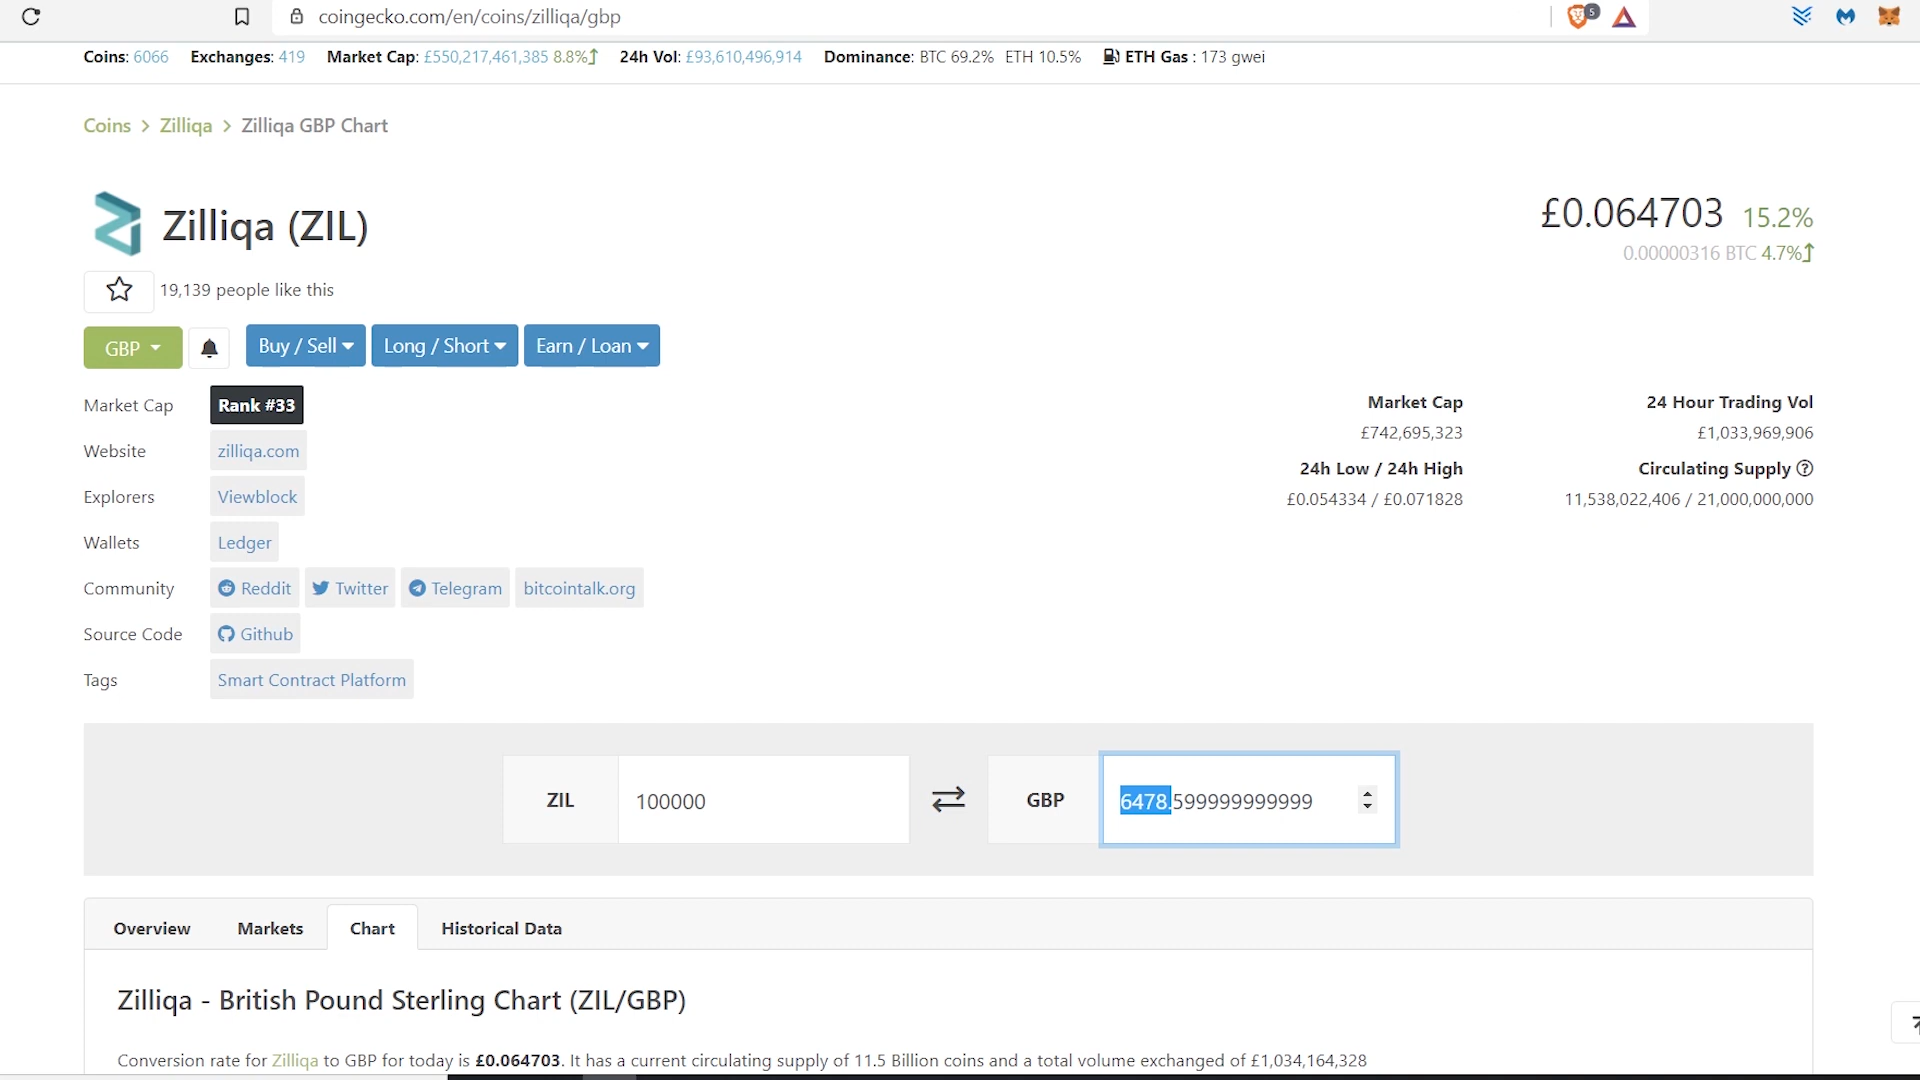 coingecko.com/en/coins/zilliqa/gbp
5
Coins: 6066 Exchanges: 419 Market Cap: £550,217,461,385 8.8% 24h Vol: £93,610,496,914 Dominance: BTC 69.2% ETH 10.5% ETH Gas : 173 gwei
Coins > Zilliqa > Zilliqa GBP Chart
Zilliqa (ZIL)
£0.064703 15.2%
0.00000316 BTC 4.7%
19,139 people like this
GBP Buy / Sell Long / Short Earn / Loan
Market Cap Rank #33
Website zilliqa.com
Explorers Viewblock
Wallets Ledger
Community Reddit Twitter Telegram bitcointalk.org
Source Code Github
Tags Smart Contract Platform
Market Cap
£742,695,323
24h Low / 24h High
£0.054334 / £0.071828
24 Hour Trading Vol
£1,033,969,906
Circulating Supply
11,538,022,406 / 21,000,000,000
ZIL 100000 GBP 6478.599999999999
Overview Markets Chart Historical Data
Zilliqa - British Pound Sterling Chart (ZIL/GBP)
Conversion rate for Zilliqa to GBP for today is £0.064703. It has a current circulating supply of 11.5 Billion coins and a total volume exchanged of £1,034,164,328